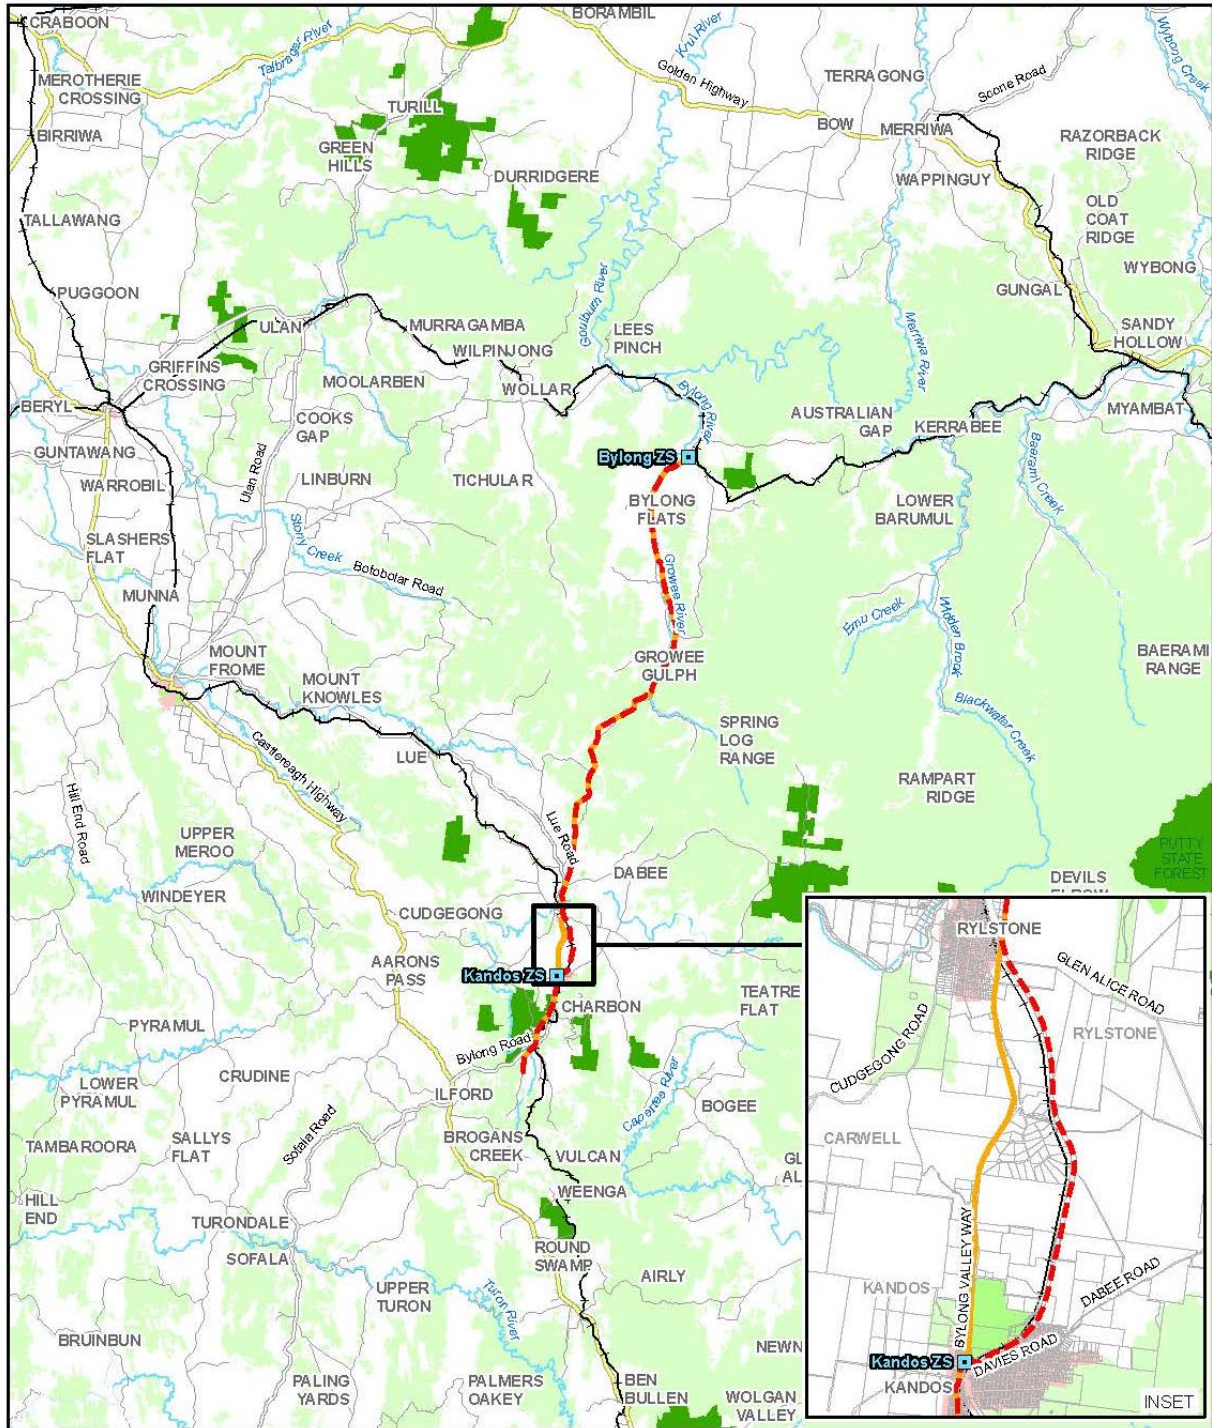 CRABOON
BORAMBIL
Krui River
Wybong Creek
Talbragar River
MEROTHERIE
CROSSING
Golden Highway
TERRAGONG
Scone Road
TURILL
BIRRIWA
BOW
MERRIWA
GREEN
HILLS
RAZORBACK
RIDGE
DURRIDGERE
WAPPINGUY
TALLAWANG
OLD
COAT
RIDGE
WYBONG
PUGGOON
GUNGAL
Goulburn River
Merriwa River
ULAN
MURRAGAMBA
LEES
PINCH
SANDY
HOLLOW
WILPINJONG
GRIFFINS
CROSSING
MOOLARBEN
WOLLAR
Bylong River
BERYL
COOKS
GAP
AUSTRALIAN
GAP
KERRABEE
MYAMBAT
GUNTAWANG
Bylong ZS
Baerami Creek
WARROBIL
Ulan Road
LINBURN
TICHULAR
BYLONG
FLATS
LOWER
BARUMUL
SLASHERS
FLAT
Stony Creek
Botobolar Road
Growee River
MUNNA
Emu Creek
Widden Brook
MOUNT
FROME
GROWEE
GULPH
BAERAMI
RANGE
MOUNT
KNOWLES
Blackwater Creek
SPRING
LOG
RANGE
Castlereagh Highway
LUE
RAMPART
RIDGE
Hill End Road
UPPER
MEROO
Lue Road
PUTTY
STATE
FOREST
DABEE
DEVILS
ELBOW
WINDEYER
CUDGEGONG
AARONS
PASS
Kandos ZS
CHARBON
TEATREE
FLAT
PYRAMUL
Bylong Road
CRUDINE
LOWER
PYRAMUL
ILFORD
Capertee River
BOGEE
Sofala Road
TAMBAROORA
SALLYS
FLAT
BROGANS
CREEK
VULCAN
WEENGA
HILL
END
TURONDALE
SOFALA
ROUND
SWAMP
AIRLY
UPPER
TURON
Turon River
BRUINBUN
NEWN
PALING
YARDS
PALMERS
OAKEY
BEN
BULLEN
WOLGAN
VALLEY
RYLSTONE
GLEN ALICE ROAD
RYLSTONE
CUDGEGONG ROAD
CARWELL
BYLONG VALLEY WAY
KANDOS
DABEE ROAD
Kandos ZS
DAVIES ROAD
KANDOS
INSET